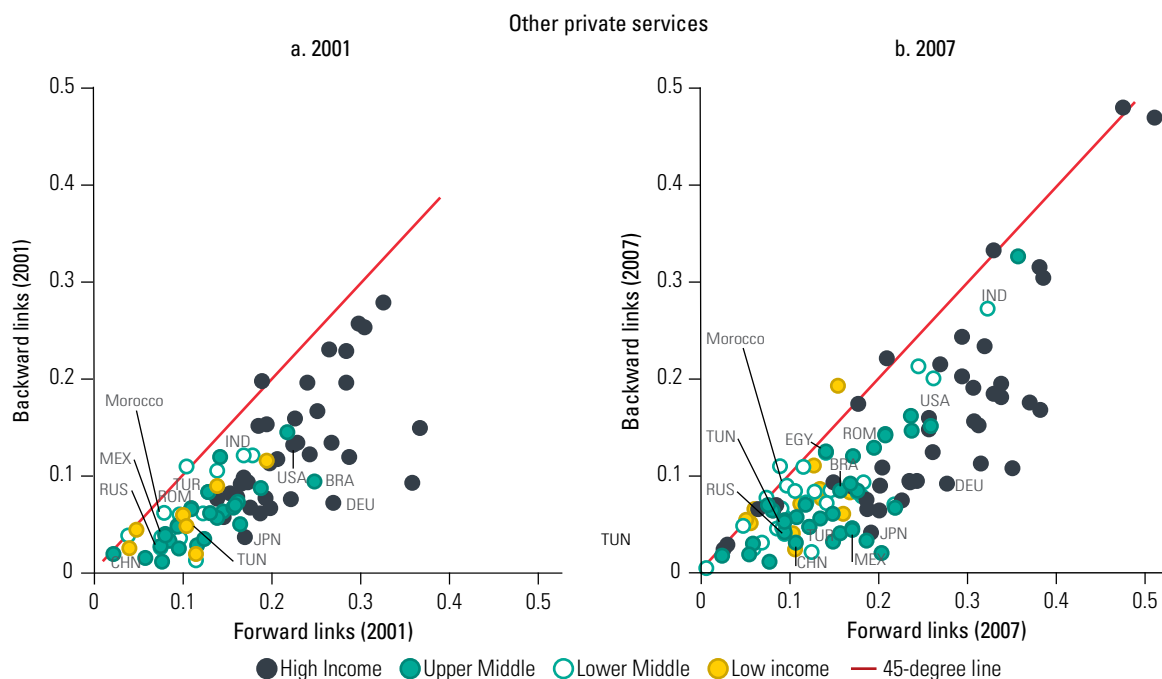 Other private services
a. 2001
b. 2007
Backward links (2001)
0.5
0.4
0.3
0.2
0.1
0
0
0.1
0.2
0.3
0.4
0.5
Forward links (2001)
Morocco
MEX
RUS
TUR
ROM
IND
USA
BRA
DEU
JPN
TUN
CHN
TUN
Backward links (2007)
0.5
0.4
0.3
0.2
0.1
0
0
0.1
0.2
0.3
0.4
0.5
Forward links (2007)
IND
Morocco
USA
TUN
EGY
ROM
BRA
RUS
DEU
TUR
JPN
CHN
MEX
High Income
Upper Middle
Lower Middle
Low income
45-degree line